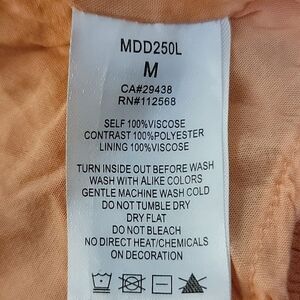 MDD250L
M
CA#29438
RN#112568
SELF 100%VISCOSE
CONTRAST 100%POLYESTER
LINING 100%VISCOSE
TURN INSIDE OUT BEFORE WASH
WASH WITH ALIKE COLORS
GENTLE MACHINE WASH COLD
DO NOT TUMBLE DRY
DRY FLAT
DO NOT BLEACH
NO DIRECT HEAT/CHEMICALS
ON DECORATION